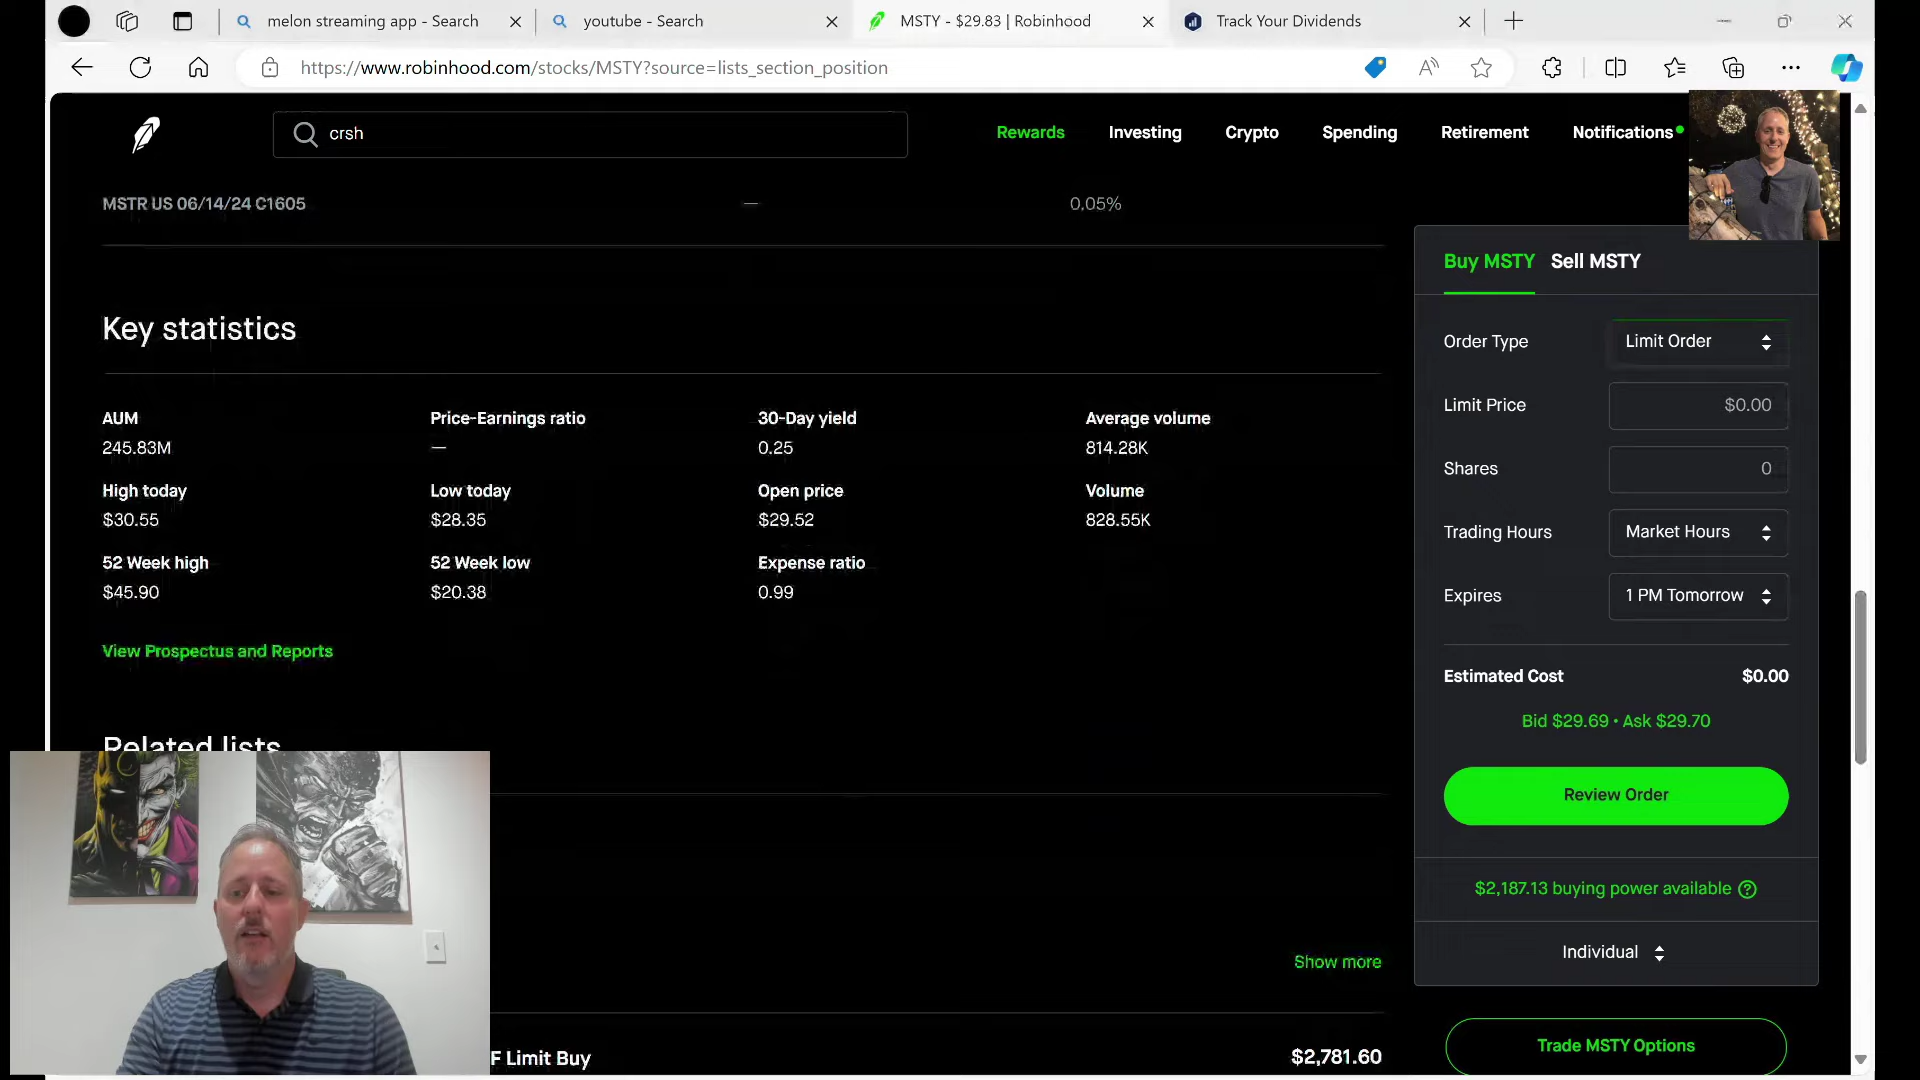 melon streaming app - Search
youtube - Search
MSTY - $29.83 | Robinhood
Track Your Dividends
https://www.robinhood.com/stocks/MSTY?source=lists_section_position
crsh
Rewards
Investing
Crypto
Spending
Retirement
Notifications
MSTR US 06/14/24 C1605
—
0.05%
Key statistics
AUM
245.83M
Price-Earnings ratio
—
30-Day yield
0.25
Average volume
814.28K
High today
$30.55
Low today
$28.35
Open price
$29.52
Volume
828.55K
52 Week high
$45.90
52 Week low
$20.38
Expense ratio
0.99
View Prospectus and Reports
Related lists
Show more
F Limit Buy
$2,781.60
Buy MSTY
Sell MSTY
Order Type
Limit Order
Limit Price
$0.00
Shares
0
Trading Hours
Market Hours
Expires
1 PM Tomorrow
Estimated Cost
$0.00
Bid $29.69 • Ask $29.70
Review Order
$2,187.13 buying power available
Individual
Trade MSTY Options